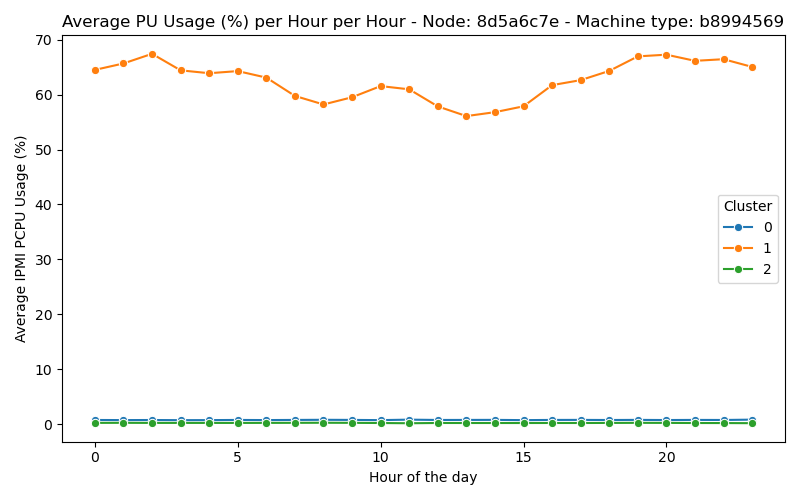 Average PU Usage (%) per Hour per Hour - Node: 8d5a6c7e - Machine type: b8994569
70
60
50
40
30
20
10
0
Average IPMI PCPU Usage (%)
Cluster
0
1
2
0 5 10 15 20
Hour of the day